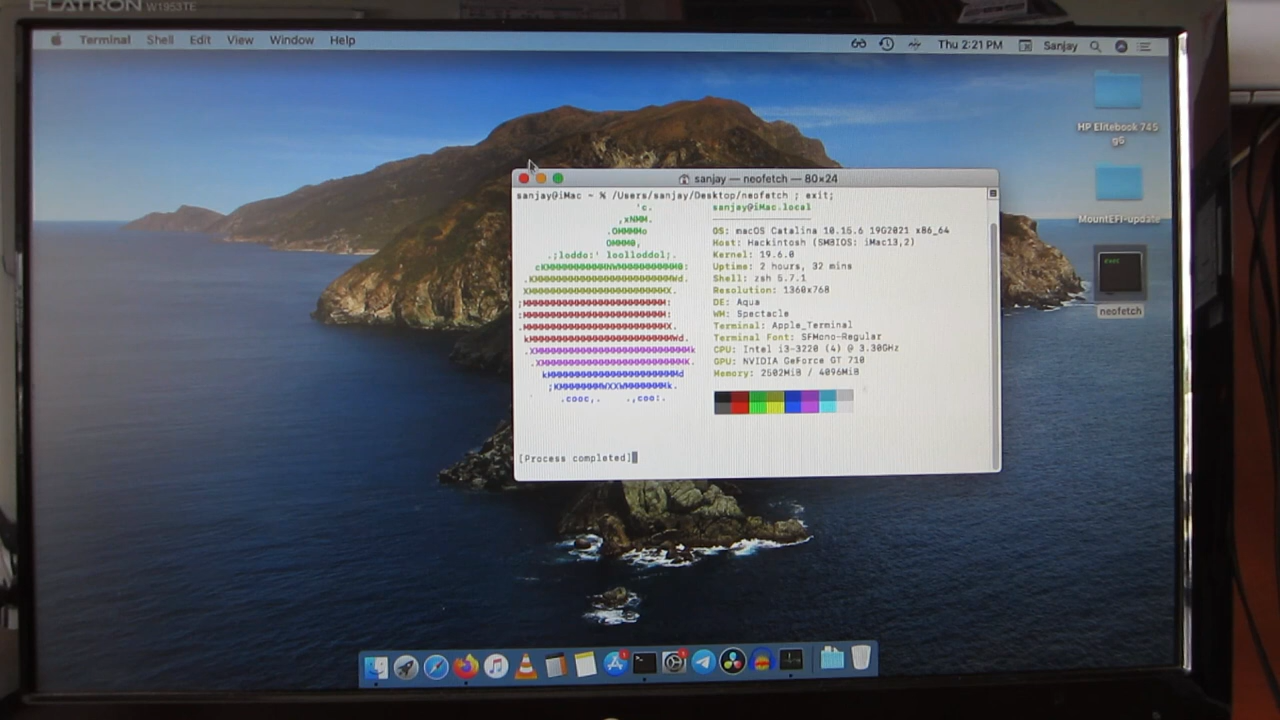 FLATRON W1953TE
Terminal Shell Edit View Window Help
Thu 2:21 PM Sanjay
HP Elitebook 745 g5
MountEFI-update
exec
neofetch
sanjay — neofetch — 80×24
sanjay@iMac ~ % /Users/sanjay/Desktop/neofetch ; exit;
sanjay@iMac.local
OS: macOS Catalina 10.15.6 19G2021 x86_64
Host: Hackintosh (SMBIOS: iMac13,2)
Kernel: 19.6.0
Uptime: 2 hours, 32 mins
Shell: zsh 5.7.1
Resolution: 1360x768
DE: Aqua
WM: Spectacle
Terminal: Apple_Terminal
Terminal Font: SFMono-Regular
CPU: Intel i3-3220 (4) @ 3.30GHz
GPU: NVIDIA GeForce GT 710
Memory: 2502MiB / 4096MiB
[Process completed]